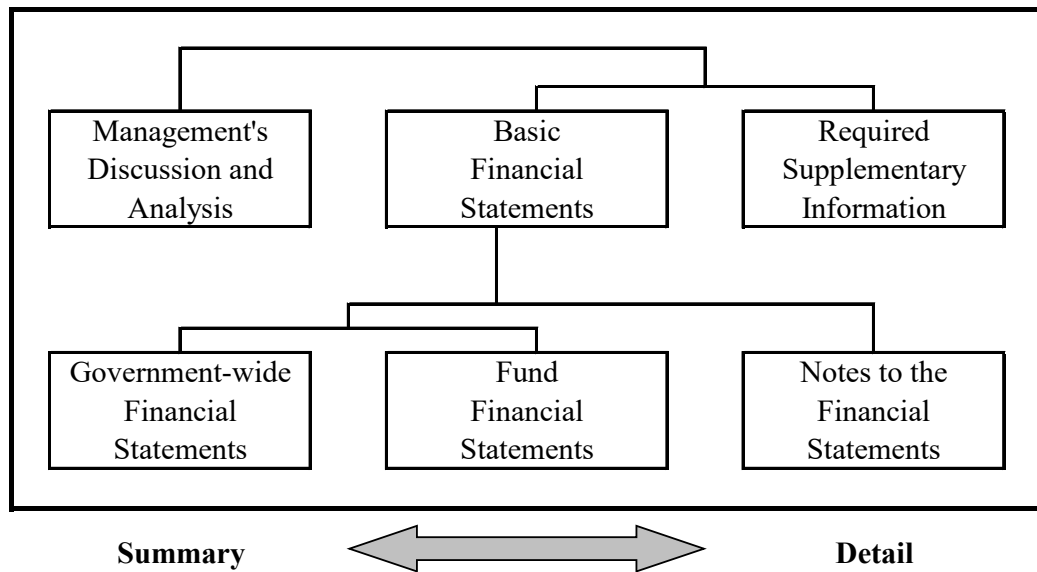 Management's
Discussion and
Analysis
Basic
Financial
Statements
Required
Supplementary
Information
Government-wide
Financial
Statements
Fund
Financial
Statements
Notes to the
Financial
Statements
Summary
Detail